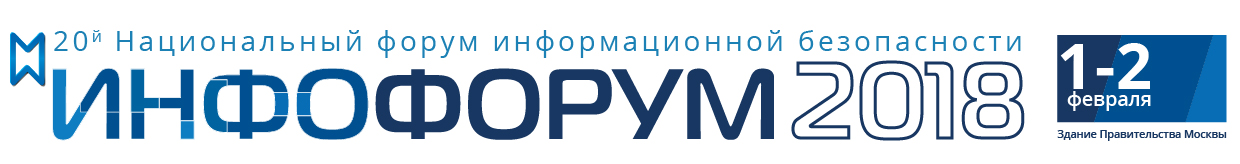 20й Национальный форум информационной безопасности
ИНФОФОРУМ 2018
1-2
февраля
Здание Правительства Москвы